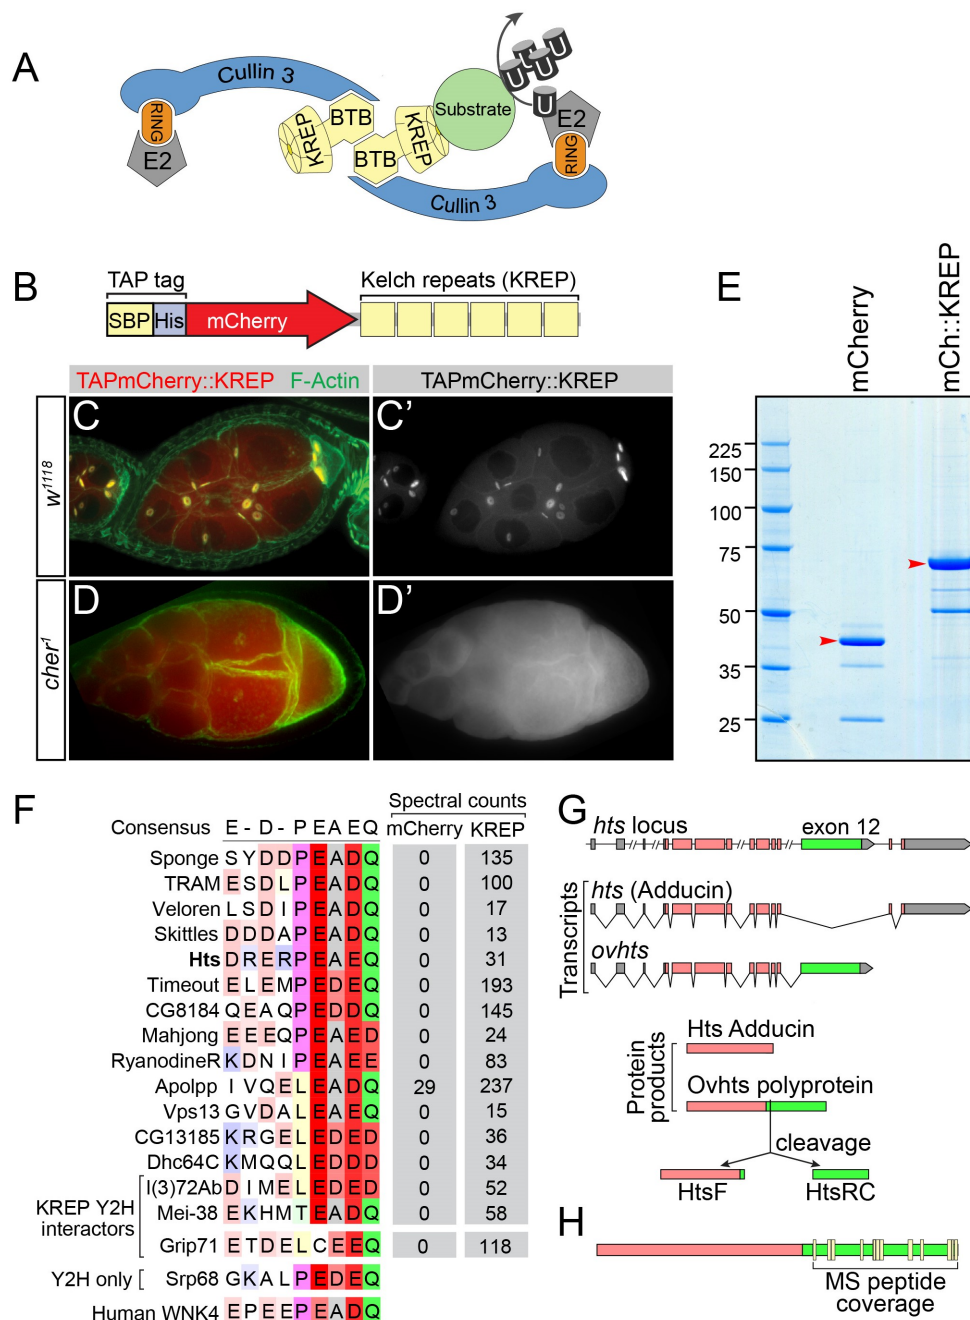 A
Cullin 3
RING
E2
KREP
BTB
BTB
KREP
Substrate
U
U
U
U
U
U
E2
RING
Cullin 3
B
TAP tag
Kelch repeats (KREP)
SBP
His
mCherry
TAPmCherry::KREP F-Actin
TAPmCherry::KREP
w1118
C
C'
cher1
D
D'
E
mCherry
mCh::KREP
225
150
100
75
50
35
25
F
Spectral counts
Consensus E - D - P E A E Q mCherry KREP
Sponge S Y D D P E A D Q 0 135
TRAM E S D L P E A D Q 0 100
Veloren L S D I P E A D Q 0 17
Skittles D D D A P E A D Q 0 13
Hts D R E R P E A E Q 0 31
Timeout E L E M P E D E Q 0 193
CG8184 Q E A Q P E D D Q 0 145
Mahjong E E E Q P E A E D 0 24
RyanodineR K D N I P E A E E 0 83
Apolpp I V Q E L E A D Q 29 237
Vps13 G V D A L E A E Q 0 15
CG13185 K R G E L E D E D 0 36
Dhc64C K M Q Q L E D D D 0 34
KREP Y2H interactors
l(3)72Ab D I M E L E D E D 0 52
Mei-38 E K H M T E A E Q 0 58
Grip71 E T D E L C E E Q 0 118
Y2H only
Srp68 G K A L P E D E Q
Human WNK4 E P E E P E A D Q
G
hts locus
exon 12
Transcripts
hts (Adducin)
ovhts
Protein products
Hts Adducin
Ovhts polyprotein
cleavage
HtsF
HtsRC
H
MS peptide
coverage